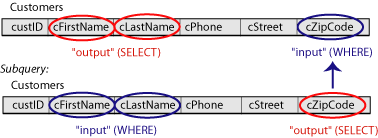 Customers
custID cFirstName cLastName cPhone cStreet cZipCode
"output" (SELECT) "input" (WHERE)
Subquery:
Customers
custID cFirstName cLastName cPhone cStreet cZipCode
"input" (WHERE) "output" (SELECT)